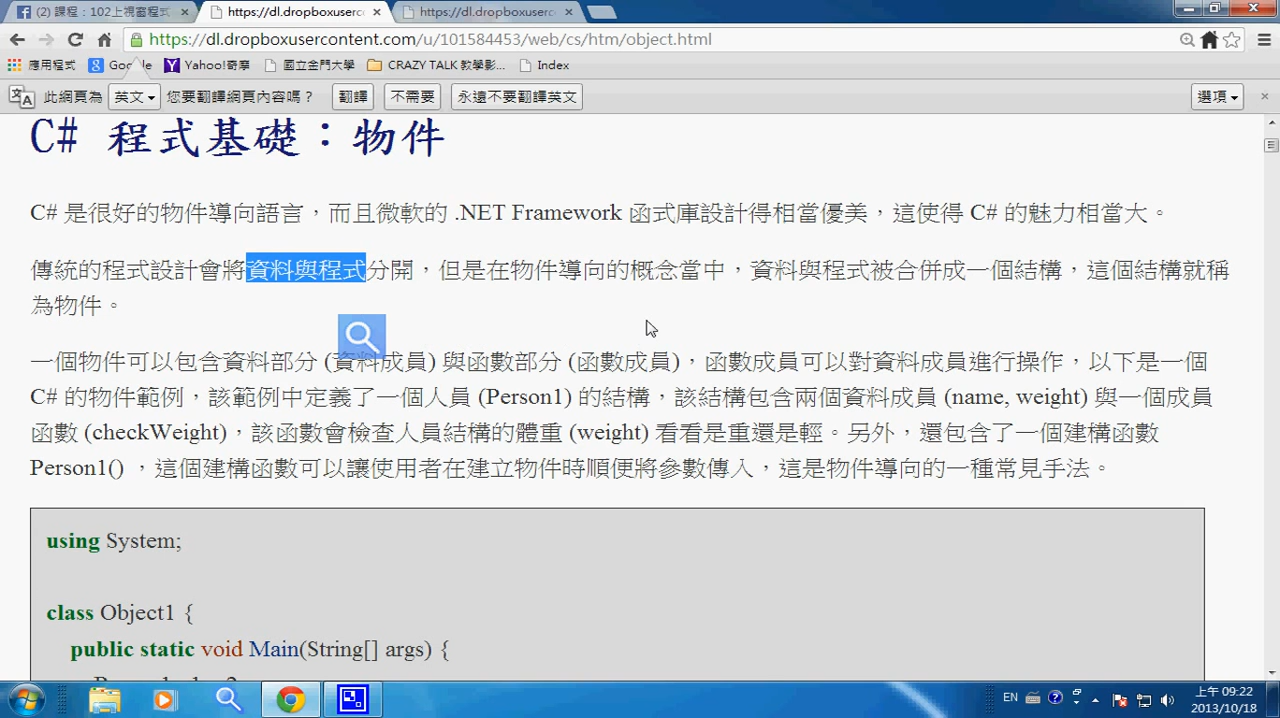 (2) 課程：102上視窗程式
https://dl.dropboxuserco
https://dl.dropboxuserco
https://dl.dropboxusercontent.com/u/101584453/web/cs/htm/object.html
應用程式
Yahoo!奇摩
國立金門大學
CRAZY TALK 教學影...
Index
此網頁為 英文 您要翻譯網頁內容嗎？ 翻譯 不需要 永遠不要翻譯英文 選項
C# 程式基礎：物件
C# 是很好的物件導向語言，而且微軟的 .NET Framework 函式庫設計得相當優美，這使得 C# 的魅力相當大。
傳統的程式設計會將資料與程式分開，但是在物件導向的概念當中，資料與程式被合併成一個結構，這個結構就稱
為物件。
一個物件可以包含資料部分 (資料成員) 與函數部分 (函數成員)，函數成員可以對資料成員進行操作，以下是一個
C# 的物件範例，該範例中定義了一個人員 (Person1) 的結構，該結構包含兩個資料成員 (name, weight) 與一個成員
函數 (checkWeight)，該函數會檢查人員結構的體重 (weight) 看看是重還是輕。另外，還包含了一個建構函數
Person1() ，這個建構函數可以讓使用者在建立物件時順便將參數傳入，這是物件導向的一種常見手法。
using System;
class Object1 {
public static void Main(String[] args) {
EN
上午 09:22
2013/10/18